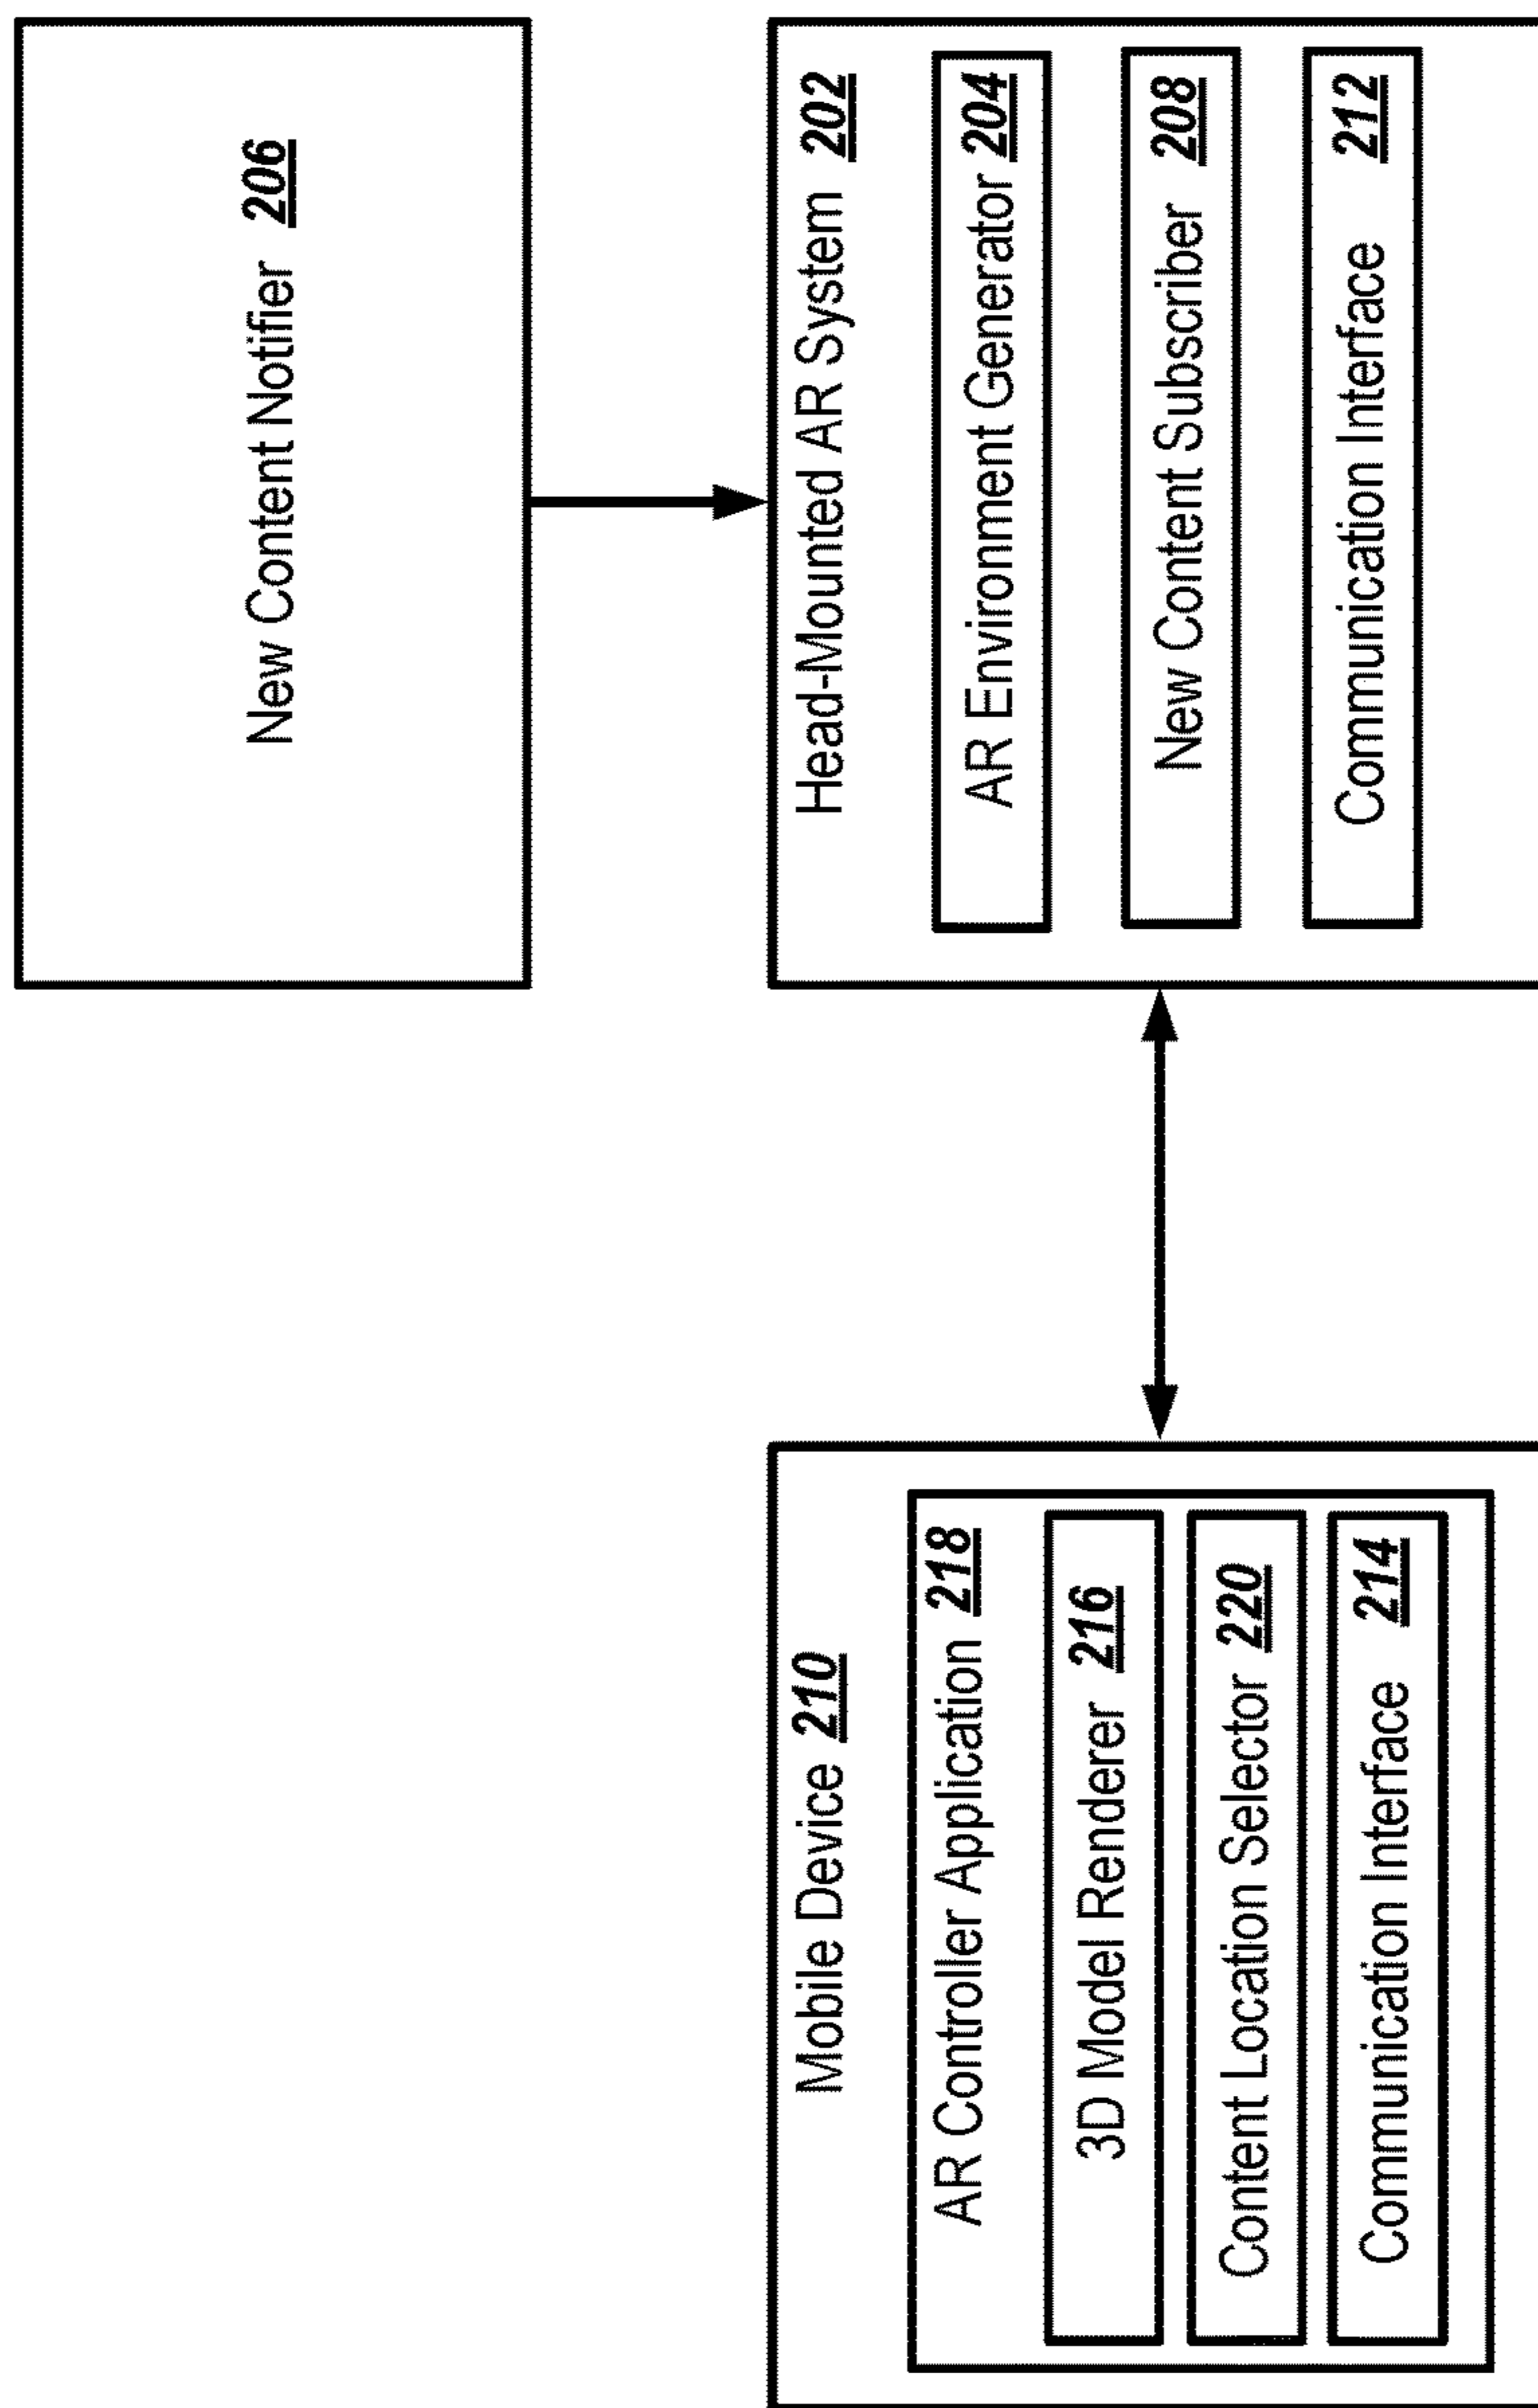 New Content Notifier 206
Head-Mounted AR System 202
AR Environment Generator 204
New Content Subscriber 208
Communication Interface 212
Mobile Device 210
AR Controller Application 218
3D Model Renderer 216
Content Location Selector 220
Communication Interface 214